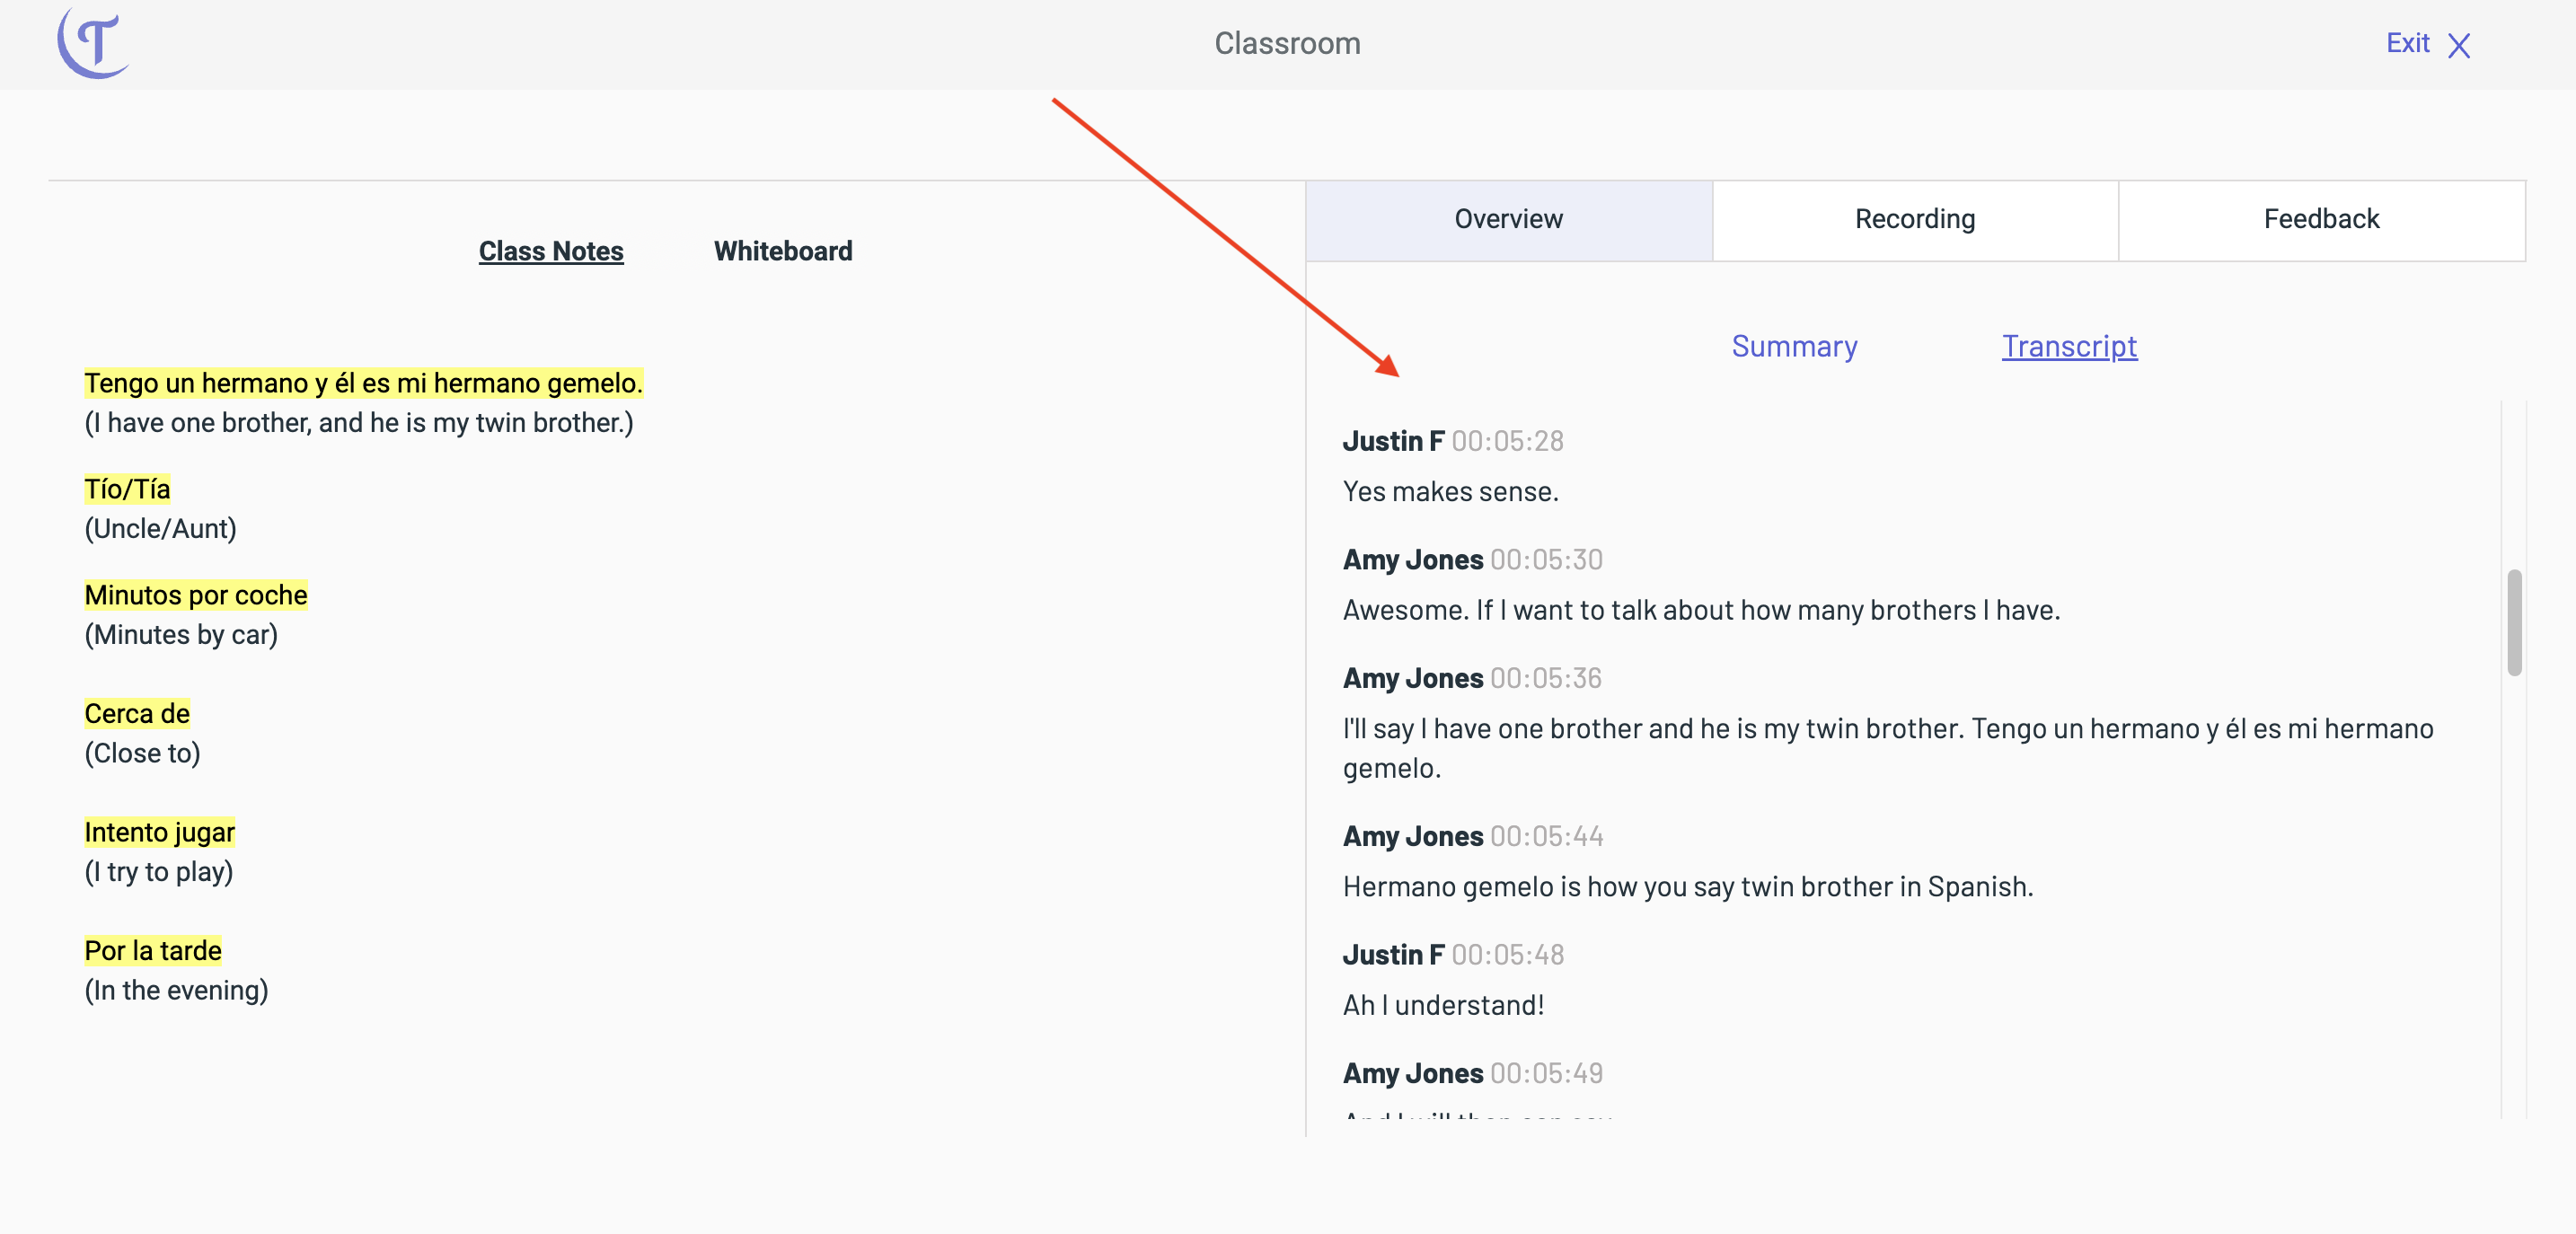 Classroom
Exit
Class Notes
Whiteboard
Tengo un hermano y él es mi hermano gemelo.
(I have one brother, and he is my twin brother.)
Tío/Tía
(Uncle/Aunt)
Minutos por coche
(Minutes by car)
Cerca de
(Close to)
Intento jugar
(I try to play)
Por la tarde
(In the evening)
Overview
Recording
Feedback
Summary
Transcript
Justin F 00:05:28
Yes makes sense.
Amy Jones 00:05:30
Awesome. If I want to talk about how many brothers I have.
Amy Jones 00:05:36
I'll say I have one brother and he is my twin brother. Tengo un hermano y él es mi hermano
gemelo.
Amy Jones 00:05:44
Hermano gemelo is how you say twin brother in Spanish.
Justin F 00:05:48
Ah I understand!
Amy Jones 00:05:49